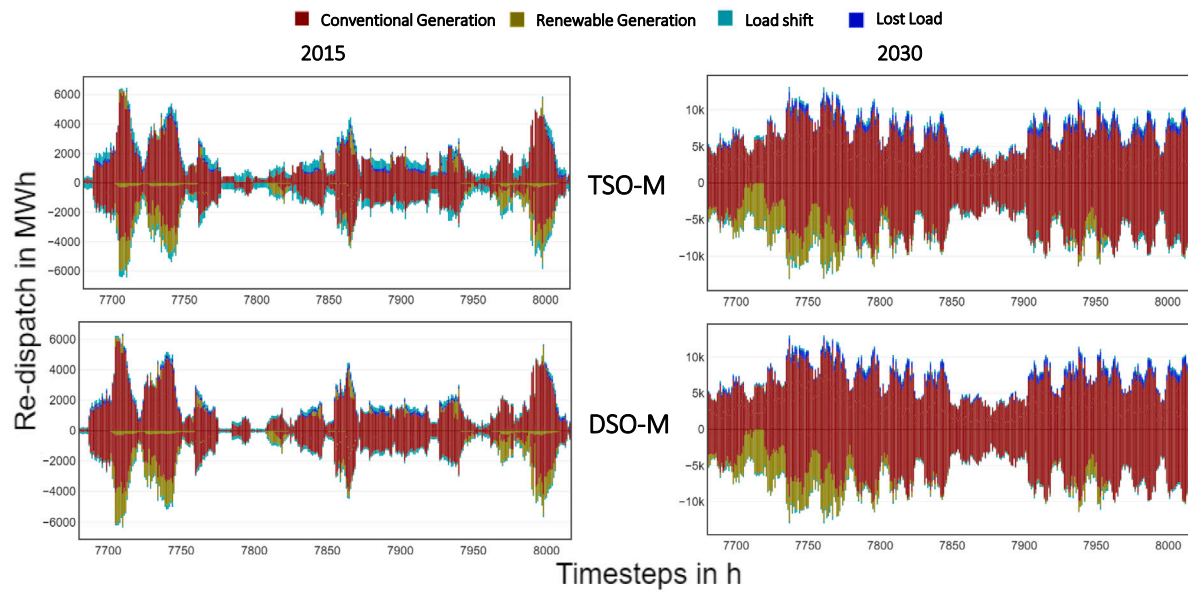 Conventional Generation Renewable Generation Load shift Lost Load
2015 2030
Re-dispatch in MWh
6000
4000
2000
0
−2000
−4000
−6000
7700 7750 7800 7850 7900 7950 8000
TSO-M
10k
5k
0
−5k
−10k
7700 7750 7800 7850 7900 7950 8000
6000
4000
2000
0
−2000
−4000
−6000
7700 7750 7800 7850 7900 7950 8000
DSO-M
10k
5k
0
−5k
−10k
7700 7750 7800 7850 7900 7950 8000
Timesteps in h